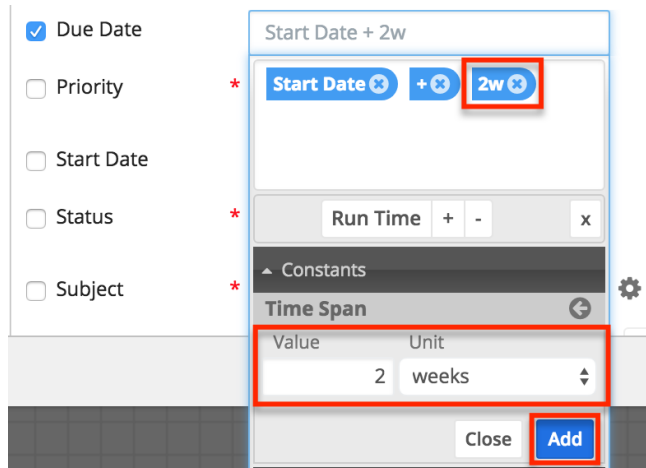 Due Date
Start Date + 2w
Priority *
Start Date + 2w
Start Date
Status *
Run Time + - x
Constants
Subject *
Time Span
Value Unit
2 weeks
Close Add